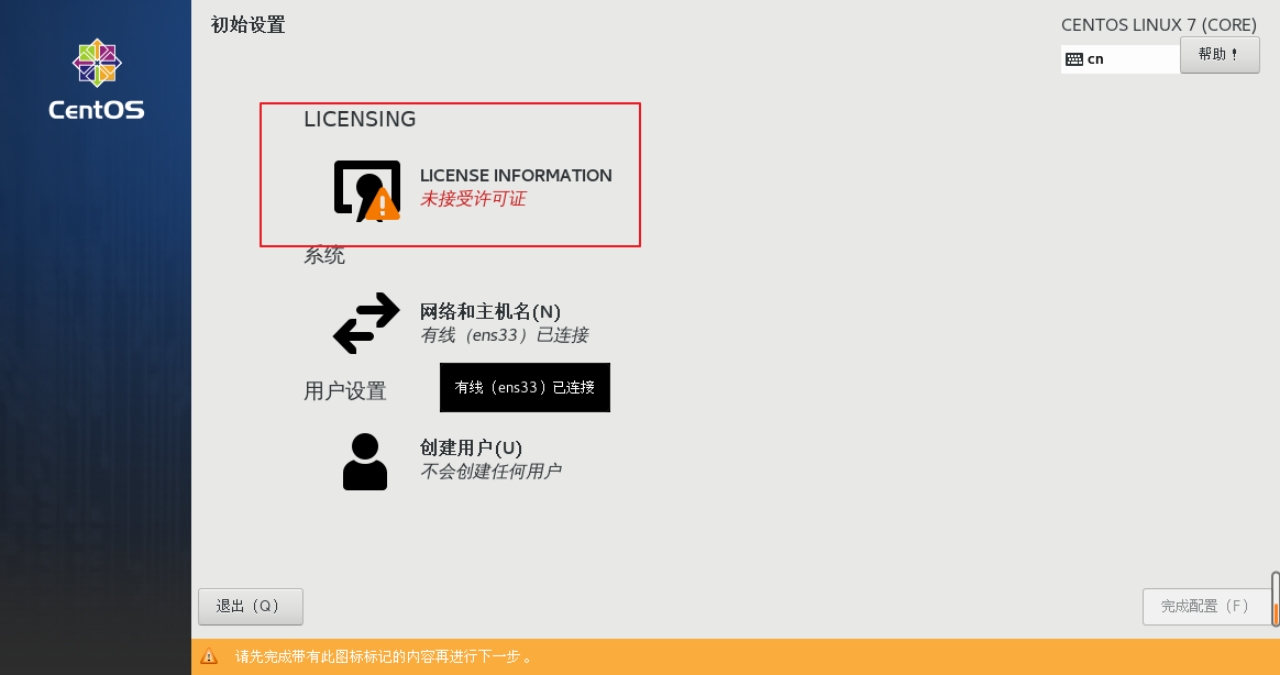 初始设置
CENTOS LINUX 7 (CORE)
cn
帮助！
CentOS
LICENSING
LICENSE INFORMATION
未接受许可证
系统
网络和主机名(N)
有线（ens33）已连接
用户设置
有线（ens33）已连接
创建用户(U)
不会创建任何用户
退出（Q）
完成配置（F）
请先完成带有此图标标记的内容再进行下一步 。